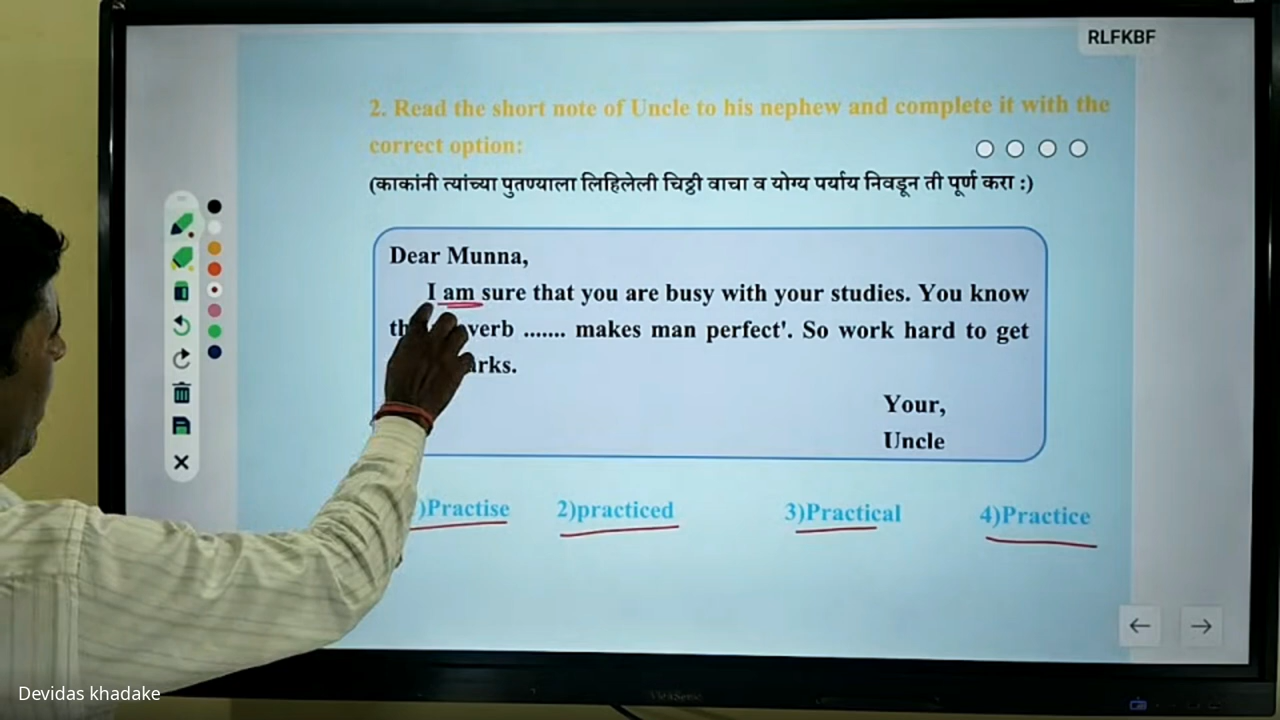 RLFKBF
2. Read the short note of Uncle to his nephew and complete it with the
correct option:
(काकांनी त्यांच्या पुतण्याला लिहिलेली चिठ्ठी वाचा व योग्य पर्याय निवडून ती पूर्ण करा :)
Dear Munna,
I am sure that you are busy with your studies. You know
verb ....... makes man perfect'. So work hard to get
Your,
Uncle
)Practise 2)practiced 3)Practical 4)Practice
ViewSonic
Devidas khadake